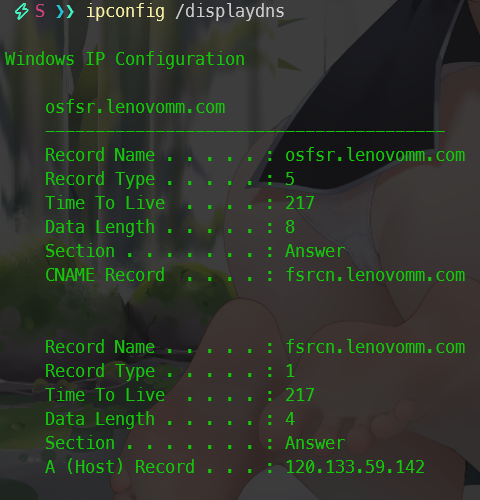 S ❯❯ ipconfig /displaydns
Windows IP Configuration
osfsr.lenovomm.com
----------------------------------------
Record Name . . . . . : osfsr.lenovomm.com
Record Type . . . . . : 5
Time To Live  . . . . : 217
Data Length . . . . . : 8
Section . . . . . . . : Answer
CNAME Record  . . . . : fsrcn.lenovomm.com
Record Name . . . . . : fsrcn.lenovomm.com
Record Type . . . . . : 1
Time To Live  . . . . : 217
Data Length . . . . . : 4
Section . . . . . . . : Answer
A (Host) Record . . . : 120.133.59.142